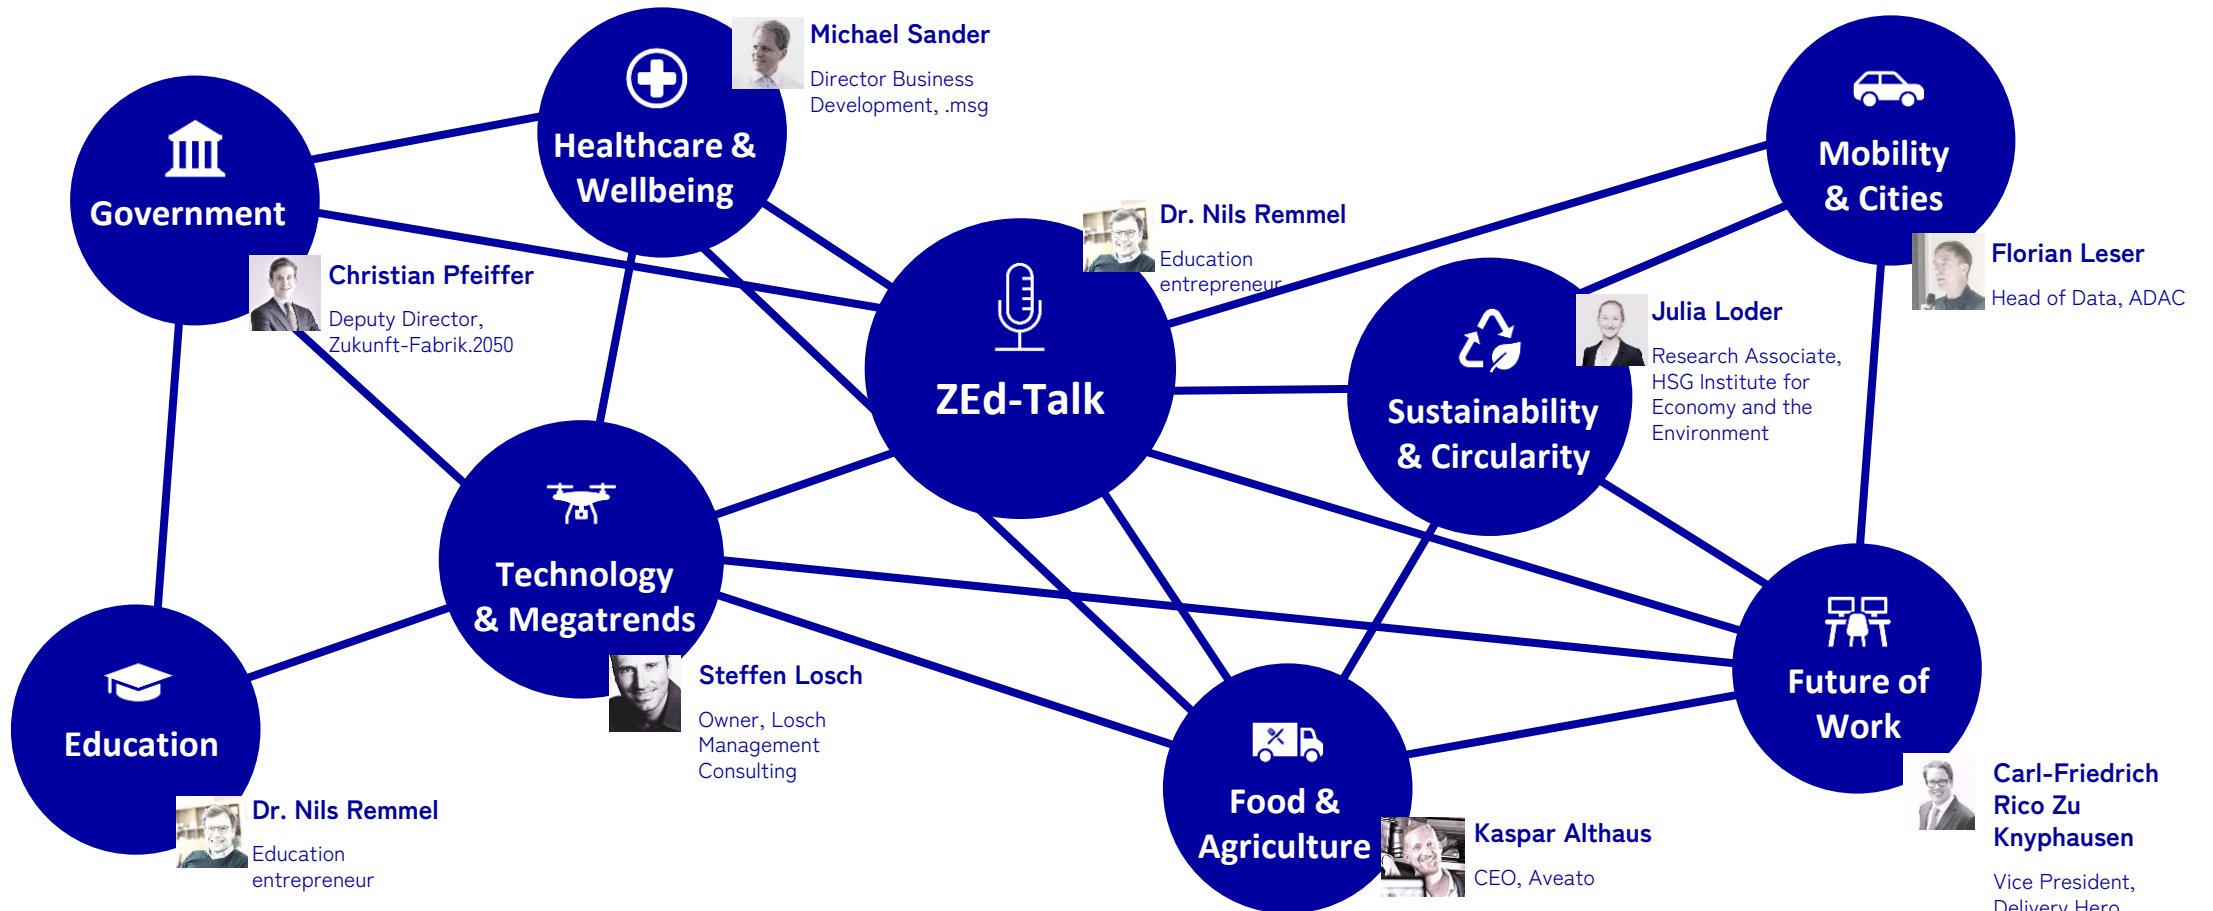 Michael Sander
Director Business
Development, .msg
Healthcare &
Wellbeing
Government
Christian Pfeiffer
Deputy Director,
Zukunft-Fabrik.2050
Mobility
& Cities
Florian Leser
Head of Data, ADAC
Dr. Nils Remmel
Education
entrepreneur
ZEd-Talk
Julia Loder
Research Associate,
HSG Institute for
Economy and the
Environment
Sustainability
& Circularity
Technology
& Megatrends
Steffen Losch
Owner, Losch
Management
Consulting
Education
Dr. Nils Remmel
Education
entrepreneur
Food &
Agriculture
Kaspar Althaus
CEO, Aveato
Future of
Work
Carl-Friedrich
Rico Zu
Knyphausen
Vice President,
Delivery Hero